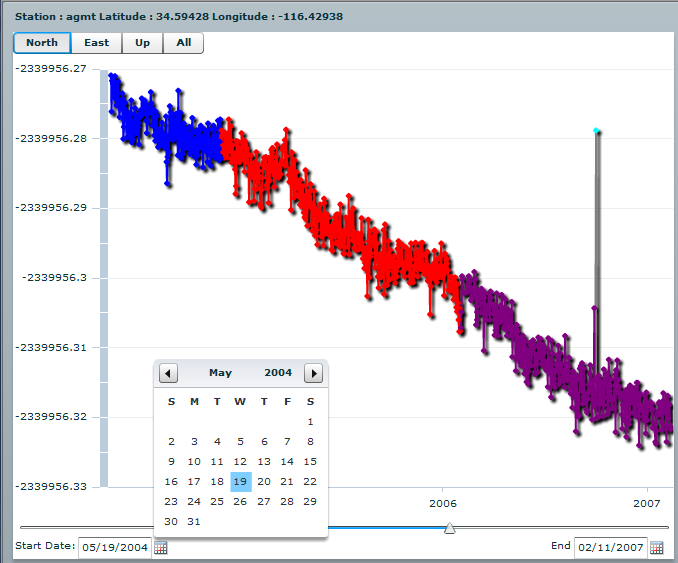 Station : agmt Latitude : 34.59428 Longitude : -116.42938
North East Up All
-2339956.27
-2339956.28
-2339956.29
-2339956.3
-2339956.31
-2339956.32
-2339956.33
May 2004
S M T W T F S
1
2 3 4 5 6 7 8
9 10 11 12 13 14 15
16 17 18 19 20 21 22
23 24 25 26 27 28 29
30 31
2006 2007
Start Date: 05/19/2004 End 02/11/2007